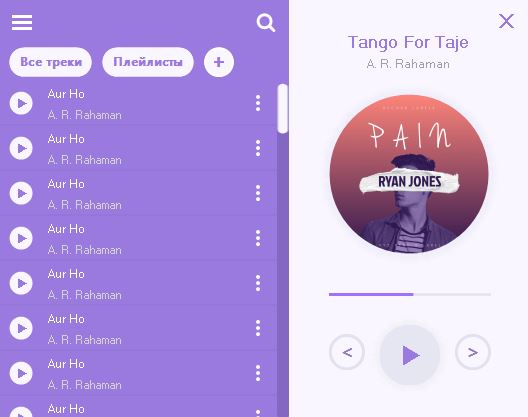 Все треки
Плейлисты
+
Aur Ho
A. R. Rahaman
Aur Ho
A. R. Rahaman
Aur Ho
A. R. Rahaman
Aur Ho
A. R. Rahaman
Aur Ho
A. R. Rahaman
Aur Ho
A. R. Rahaman
Aur Ho
A. R. Rahaman
Aur Ho
Tango For Taje
A. R. Rahaman
PAIN
RYAN JONES
<
>